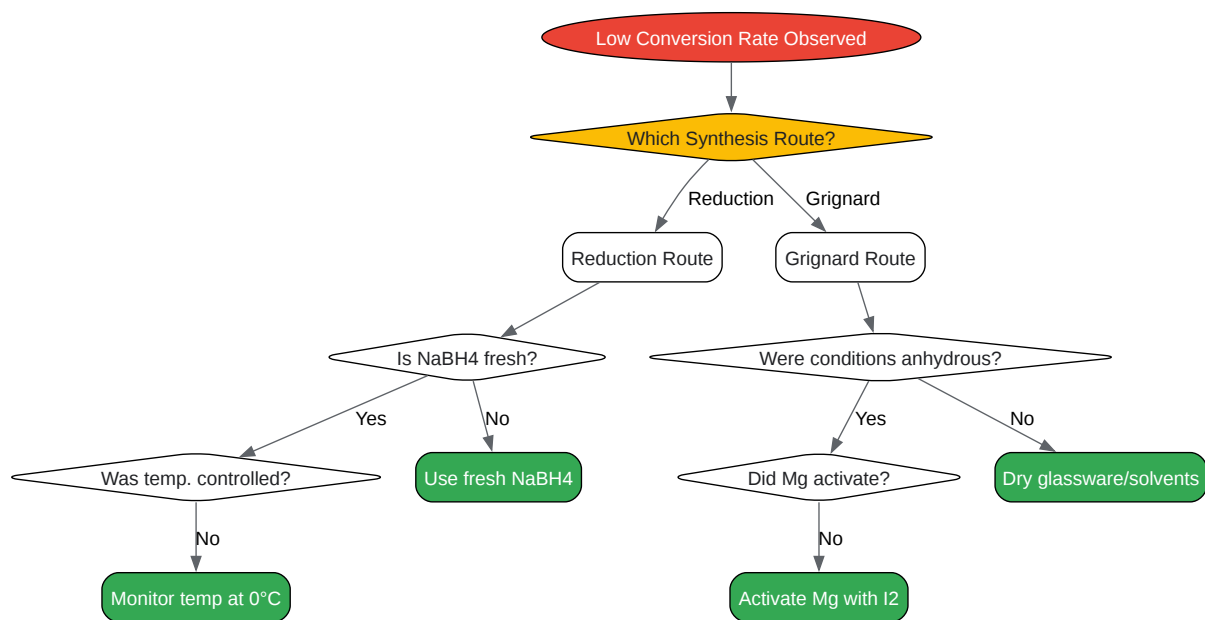 Low Conversion Rate Observed
Which Synthesis Route?
Reduction
Grignard
Reduction Route
Grignard Route
Is NaBH4 fresh?
Were conditions anhydrous?
Yes
No
Yes
No
Was temp. controlled?
Use fresh NaBH4
Did Mg activate?
Dry glassware/solvents
No
No
Monitor temp at 0°C
Activate Mg with I2